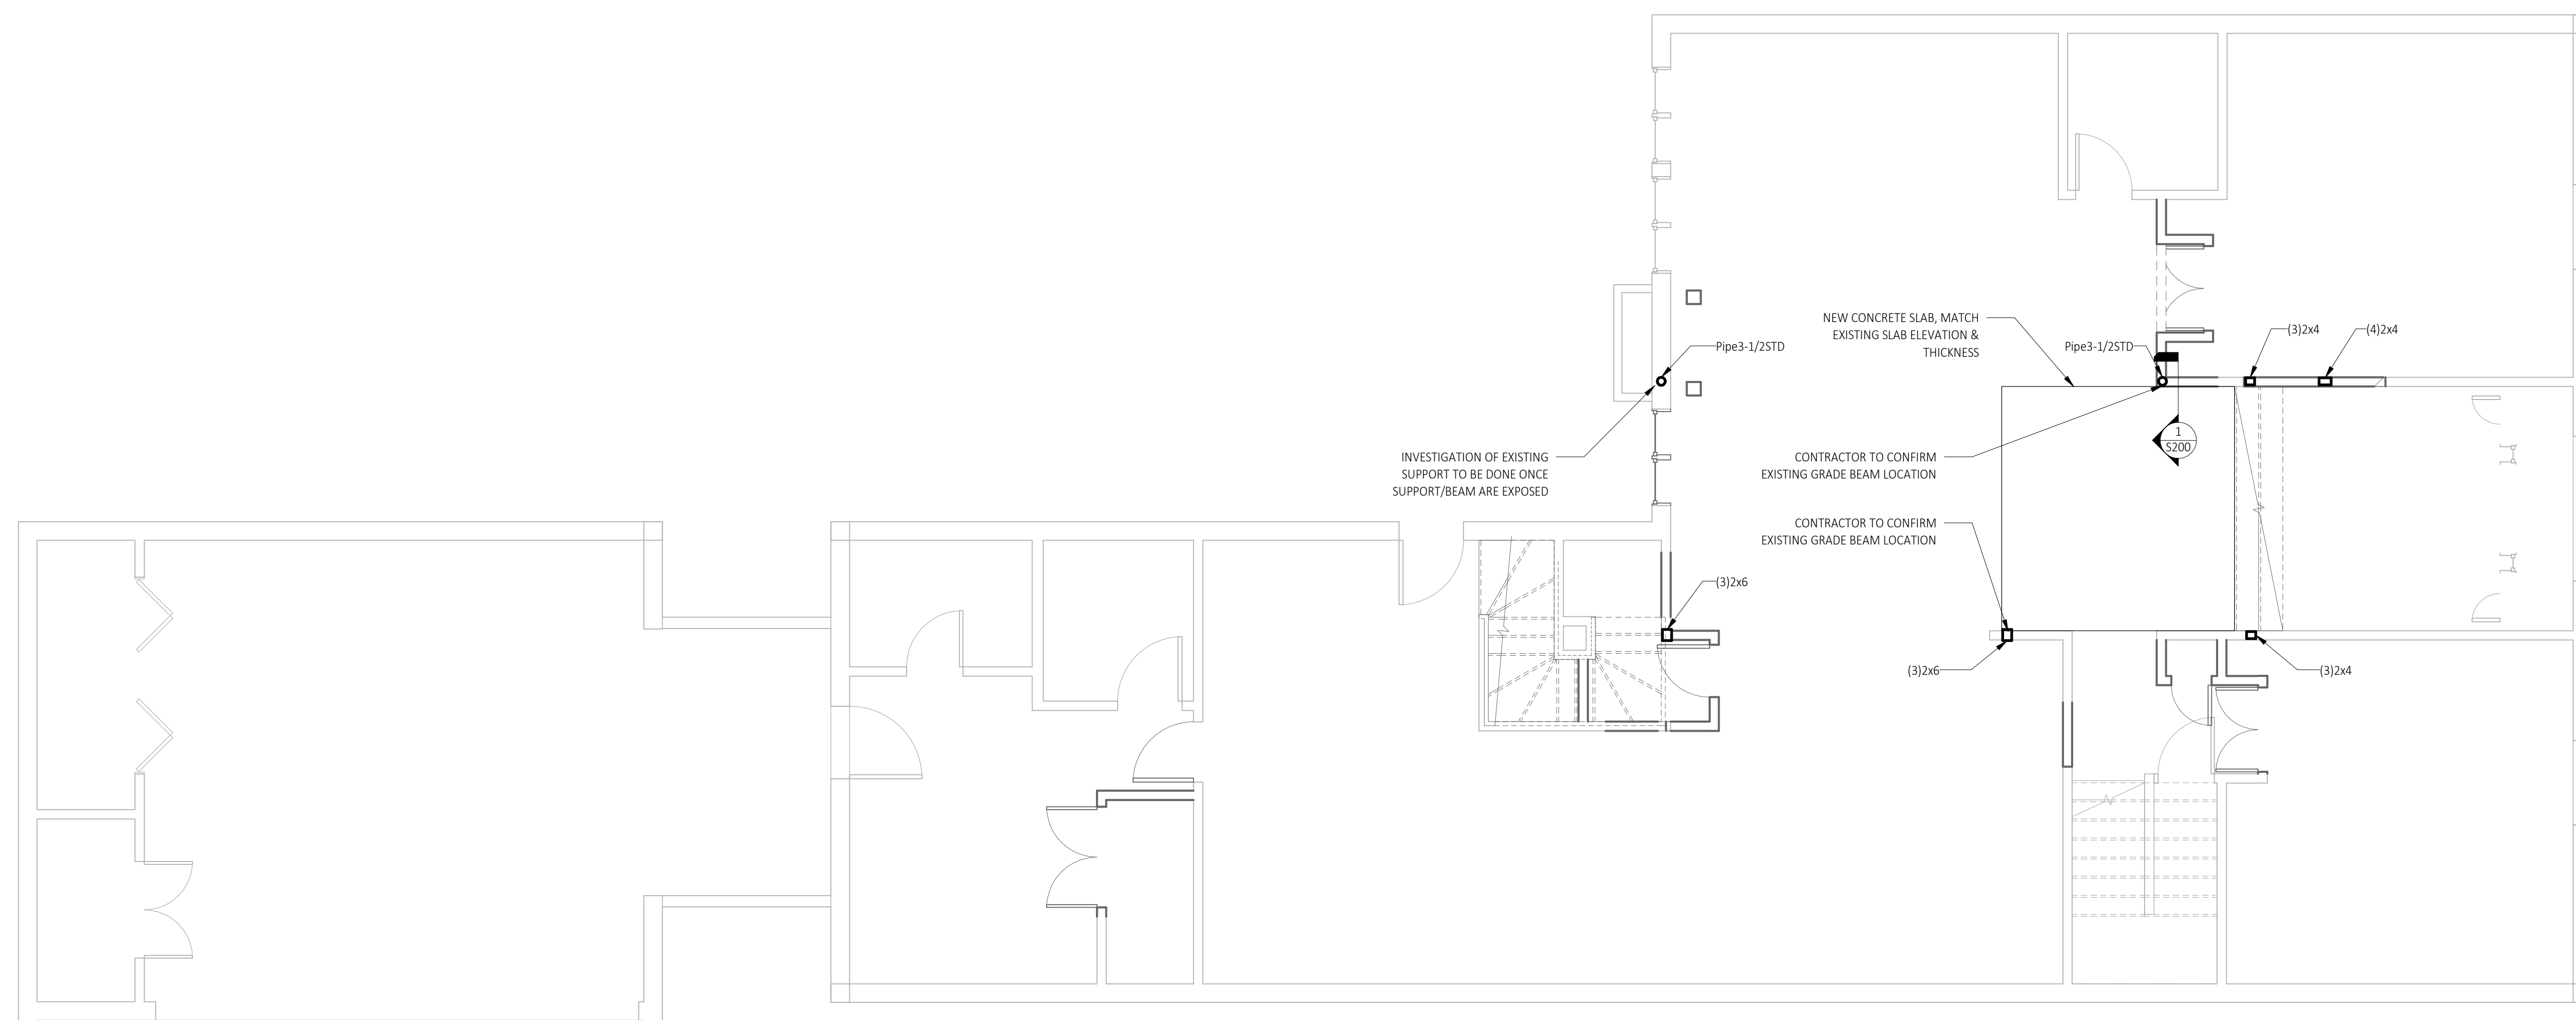 NEW CONCRETE SLAB, MATCH
EXISTING SLAB ELEVATION &
THICKNESS
(3)2x4
(4)2x4
Pipe3-1/2STD
Pipe3-1/2STD
1
S200
INVESTIGATION OF EXISTING
SUPPORT TO BE DONE ONCE
SUPPORT/BEAM ARE EXPOSED
CONTRACTOR TO CONFIRM
EXISTING GRADE BEAM LOCATION
CONTRACTOR TO CONFIRM
EXISTING GRADE BEAM LOCATION
(3)2x6
(3)2x6
(3)2x4